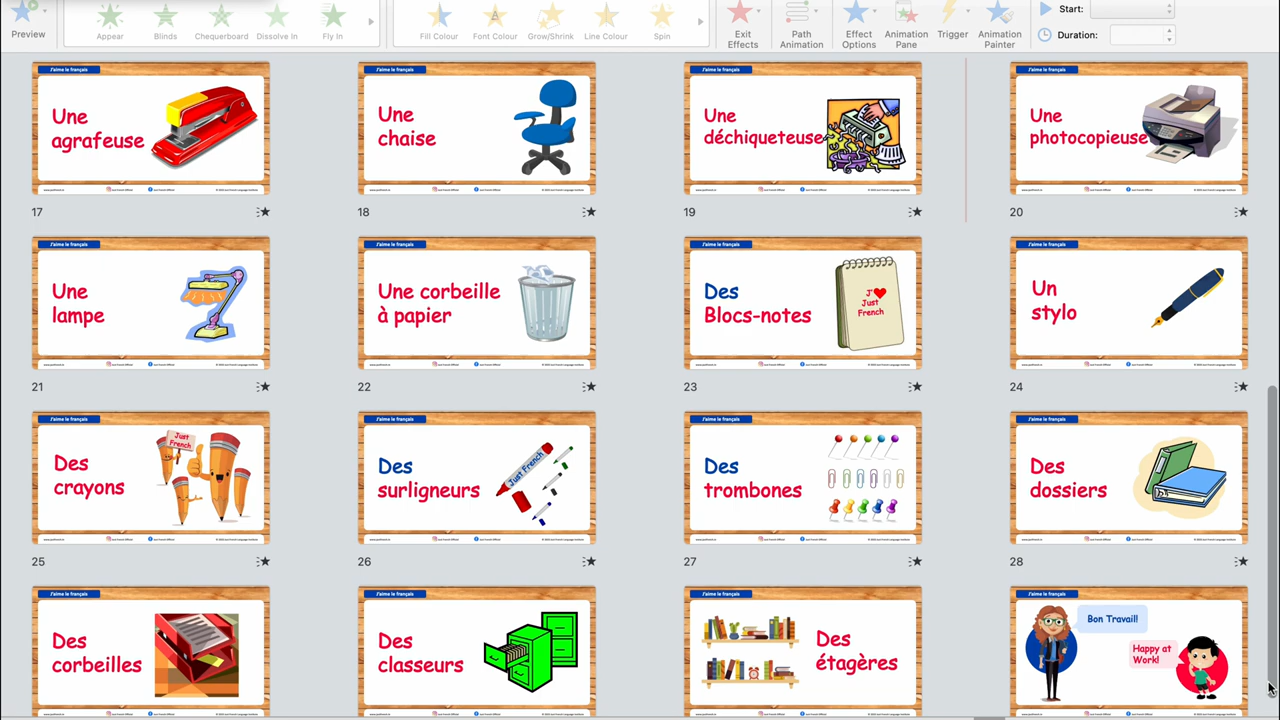 Preview
Appear
Blinds
Chequerboard
Dissolve In
Fly In
Fill Colour
Font Colour
Grow/Shrink
Line Colour
Spin
Exit
Effects
Path
Animation
Effect
Options
Animation
Pane
Trigger
Animation
Painter
Start:
Duration:
J'aime le français
Une
agrafeuse
17
J'aime le français
Une
chaise
18
J'aime le français
Une
déchiqueteuse
19
J'aime le français
Une
photocopieuse
20
J'aime le français
Une
lampe
21
J'aime le français
Une corbeille
à papier
22
J'aime le français
Des
Blocs-notes
J'
Just
French
23
J'aime le français
Un
stylo
24
J'aime le français
Des
crayons
Just
French
25
J'aime le français
Des
surligneurs
Just French
26
J'aime le français
Des
trombones
27
J'aime le français
Des
dossiers
28
J'aime le français
Des
corbeilles
J'aime le français
Des
classeurs
J'aime le français
Des
étagères
J'aime le français
Bon Travail!
Happy at
Work!